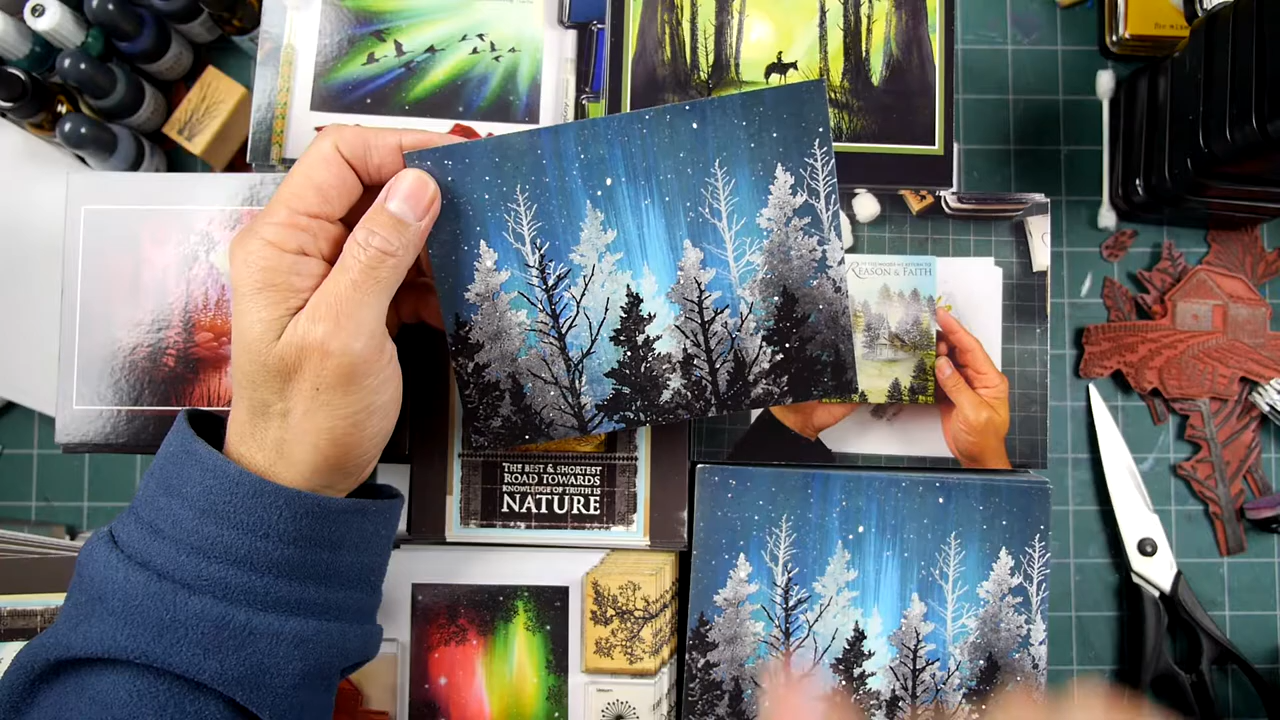 REASON & FAITH
THE BEST & SHORTEST
ROAD TOWARDS
KNOWLEDGE OF TRUTH IS
NATURE